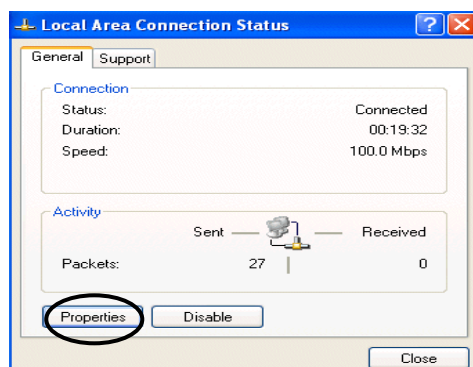 Local Area Connection Status
General Support
Connection
Status: Connected
Duration: 00:19:32
Speed: 100.0 Mbps
Activity
Sent Received
Packets: 27 0
Properties Disable
Close